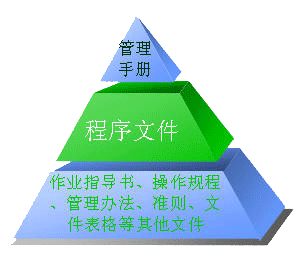 管理
手册
程序文件
作业指导书、操作规程
、管理办法、准则、文
件表格等其他文件